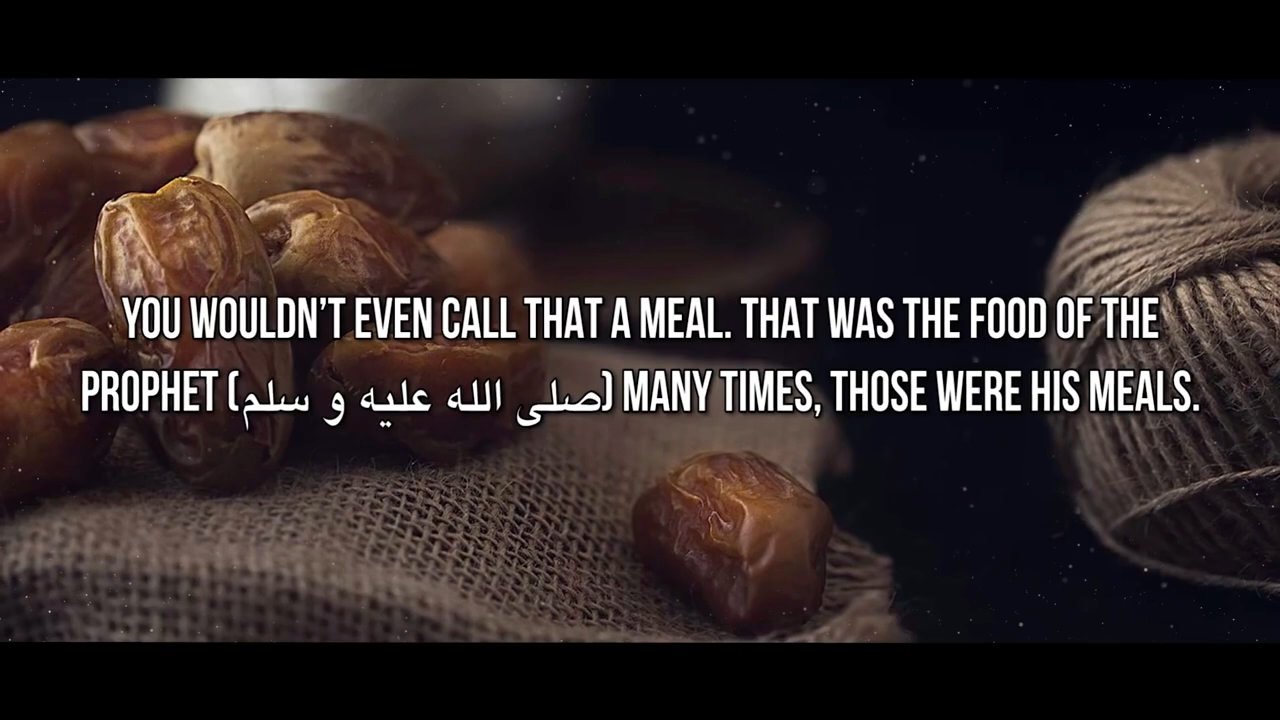 YOU WOULDN'T EVEN CALL THAT A MEAL. THAT WAS THE FOOD OF THE
PROPHET (صلى الله عليه و سلم) MANY TIMES, THOSE WERE HIS MEALS.